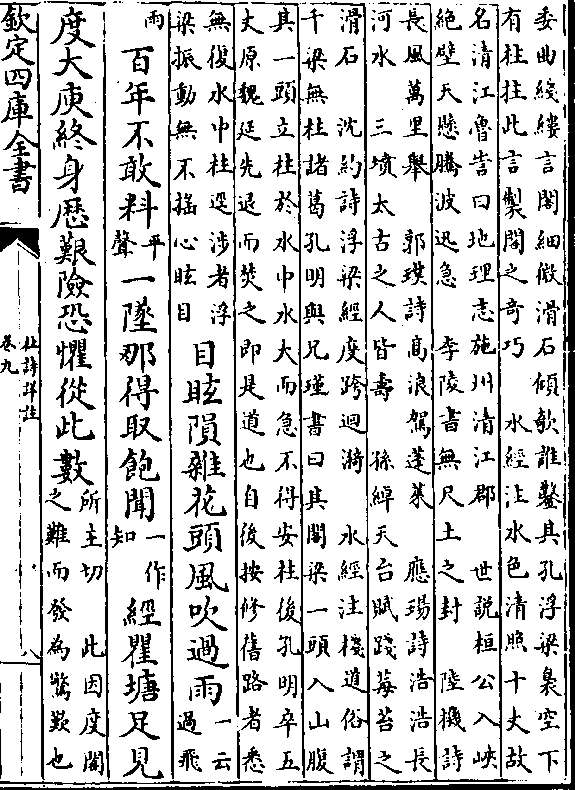 委曲綫縷言閣細微滑石傾欹誰鑿其孔浮梁裊空下
有柱拄此言製閣之奇巧　水經注水色清照十丈故
名清江魯訔曰地理志施州清江郡　世說桓公入峽
絶壁天懸騰波迅急　李陵書無尺土之封　陸機詩
長風萬里舉　郭璞詩高浪駕蓬萊　應瑒詩浩浩長
河水　三墳太古之人皆壽　孫綽天台賦踐莓苔之
滑石　沈約詩浮梁經度跨迴漪　水經注棧道俗謂
千梁無柱諸葛孔明與兄瑾書曰其閣梁一頭入山腹
其一頭立柱於水中水大而急不得安柱後孔明卒五
丈原魏延先退而焚之即是道也自後按修舊路者悉
無復水中柱逕涉者浮
梁振動無不揺心眩目
目眩隕雜花頭風吹過雨
一云
過飛
雨
百年不敢料
平
聲
一墜那得取飽聞
一作
知
經瞿塘足見
度大庾終身歴艱險恐懼從此數
所主切　此因度閣
之難而發為驚歎也
欽定四庫全書
杜詩詳註
卷九
八